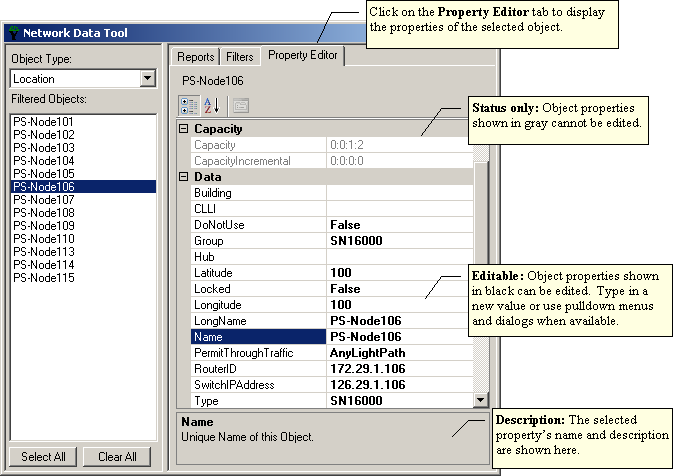 Click on the Property Editor tab to display
the properties of the selected object.
Network Data Tool
Object Type:
Location
Filtered Objects:
PS-Node101
PS-Node102
PS-Node103
PS-Node104
PS-Node105
PS-Node106
PS-Node107
PS-Node108
PS-Node109
PS-Node110
PS-Node113
PS-Node114
PS-Node115
Select All Clear All
Reports Filters Property Editor
PS-Node106
Capacity
Capacity 0:0:1:2
CapacityIncremental 0:0:0:0
Data
Building
CLLI
DoNotUse False
Group SN16000
Hub
Latitude 100
Locked False
Longitude 100
LongName PS-Node106
Name PS-Node106
PermitThroughTraffic AnyLightPath
RouterID 172.29.1.106
SwitchIPAddress 126.29.1.106
Type SN16000
Name
Unique Name of this Object.
Status only: Object properties
shown in gray cannot be edited.
Editable: Object properties shown
in black can be edited. Type in a
new value or use pulldown menus
and dialogs when available.
Description: The selected
property's name and description
are shown here.